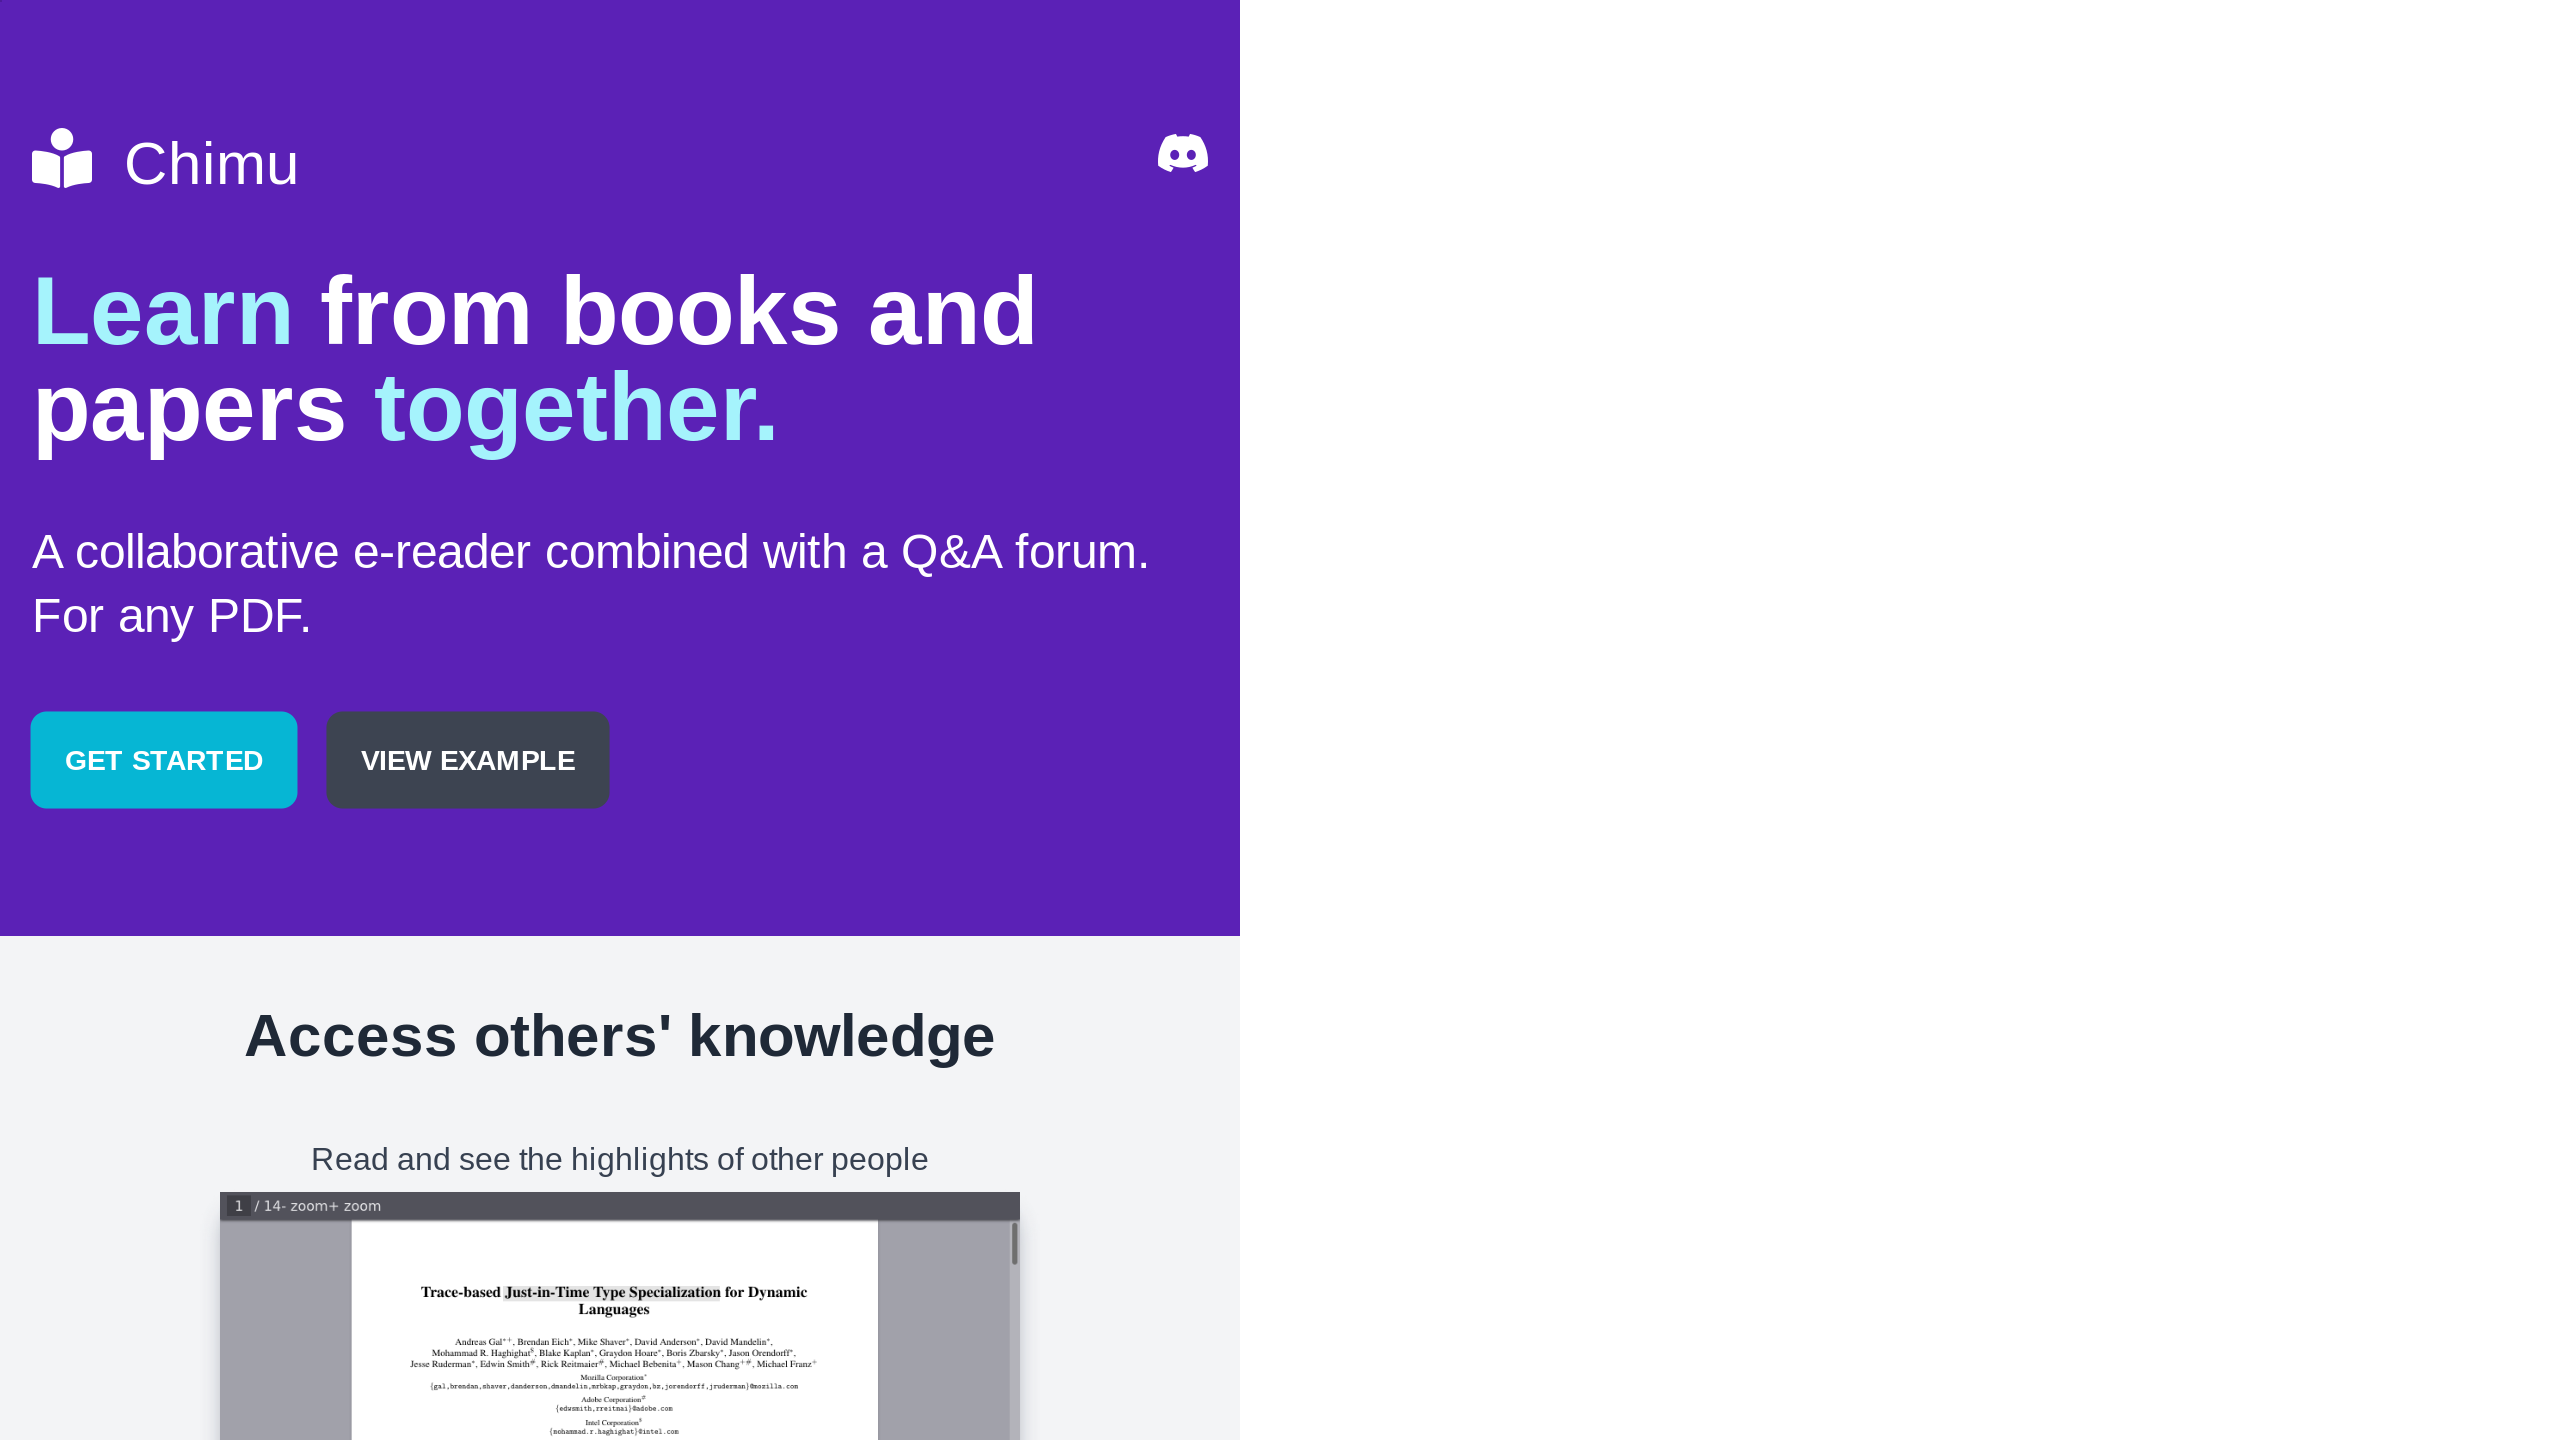 Chimu
Learn from books and
papers together.
A collaborative e-reader combined with a Q&A forum.
For any PDF.
GET STARTED
VIEW EXAMPLE
Access others' knowledge
Read and see the highlights of other people
1 / 14- zoom+ zoom
Trace-based Just-in-Time Type Specialization for Dynamic
Languages
Andreas Gal*+, Brendan Eich*, Mike Shaver*, David Anderson*, David Mandelin*,
Mohammad R. Haghighat$, Blake Kaplan*, Graydon Hoare*, Boris Zbarsky*, Jason Orendorff*,
Jesse Ruderman*, Edwin Smith#, Rick Reitmaier#, Michael Bebenita+, Mason Chang+#, Michael Franz+
Mozilla Corporation*
{gal,brendan,shaver,danderson,dmandelin,mrbkap,graydon,bz,jorendorff,jruderman}@mozilla.com
Adobe Corporation#
{edwsmith,rreitmai}@adobe.com
Intel Corporation$
{mohammad.r.haghighat}@intel.com